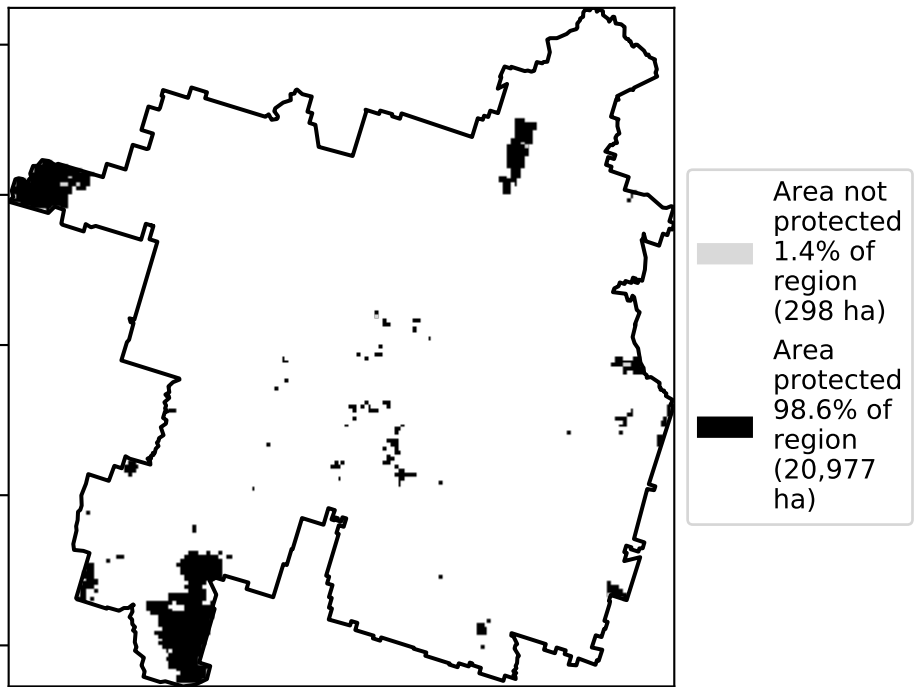 Area not
protected
1.4% of
region
(298 ha)
Area
protected
98.6% of
region
(20,977
ha)